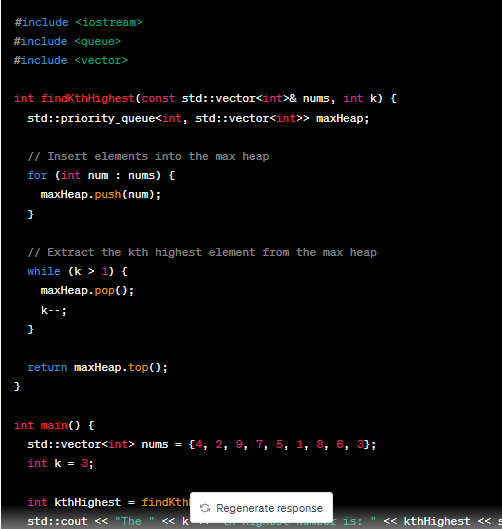 #include <iostream>
#include <queue>
#include <vector>
int findKthHighest(const std::vector<int>& nums, int k) {
std::priority_queue<int, std::vector<int>> maxHeap;
// Insert elements into the max heap
for (int num : nums) {
maxHeap.push(num);
}
// Extract the kth highest element from the max heap
while (k > 1) {
maxHeap.pop();
k--;
}
return maxHeap.top();
}
int main() {
std::vector<int> nums = {4, 2, 9, 7, 5, 1, 8, 6, 3};
int k = 3;
int kthHighest = findKth
Regenerate response
std::cout << "The " << k highest number is: " << kthHighest <<